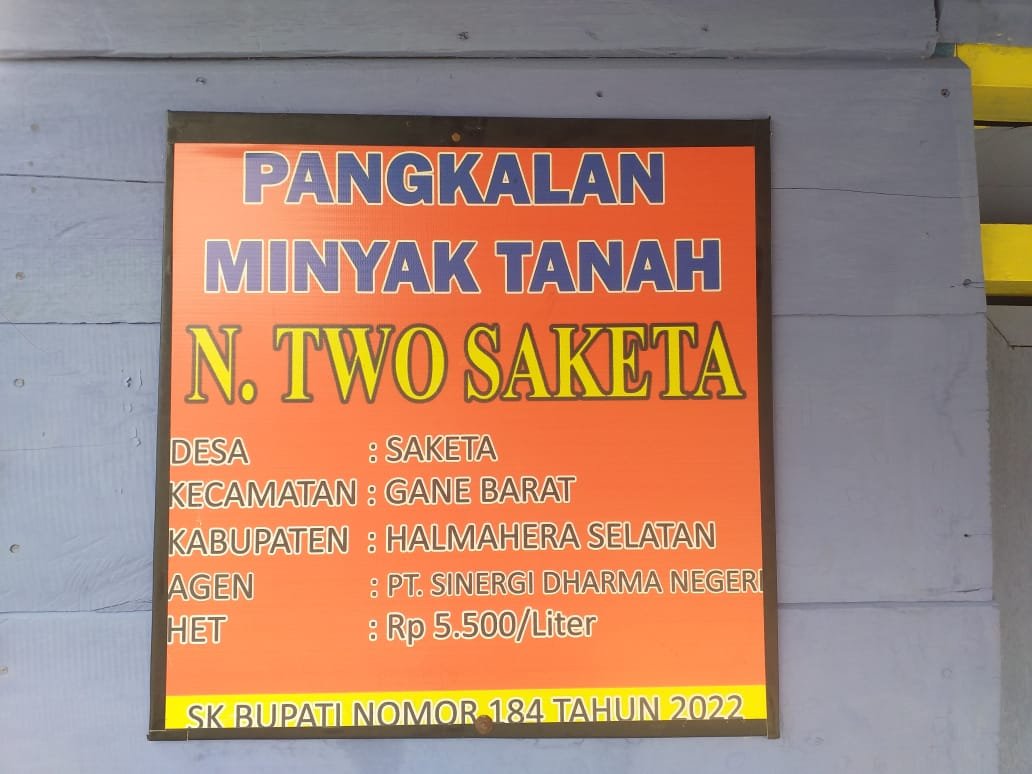 PANGKALAN
MINYAK TANAH
N. TWO SAKETA
DESA : SAKETA
KECAMATAN : GANE BARAT
KABUPATEN : HALMAHERA SELATAN
AGEN : PT. SINERGI DHARMA NEGERI
HET : Rp 5.500/Liter
SK BUPATI NOMOR 184 TAHUN 2022